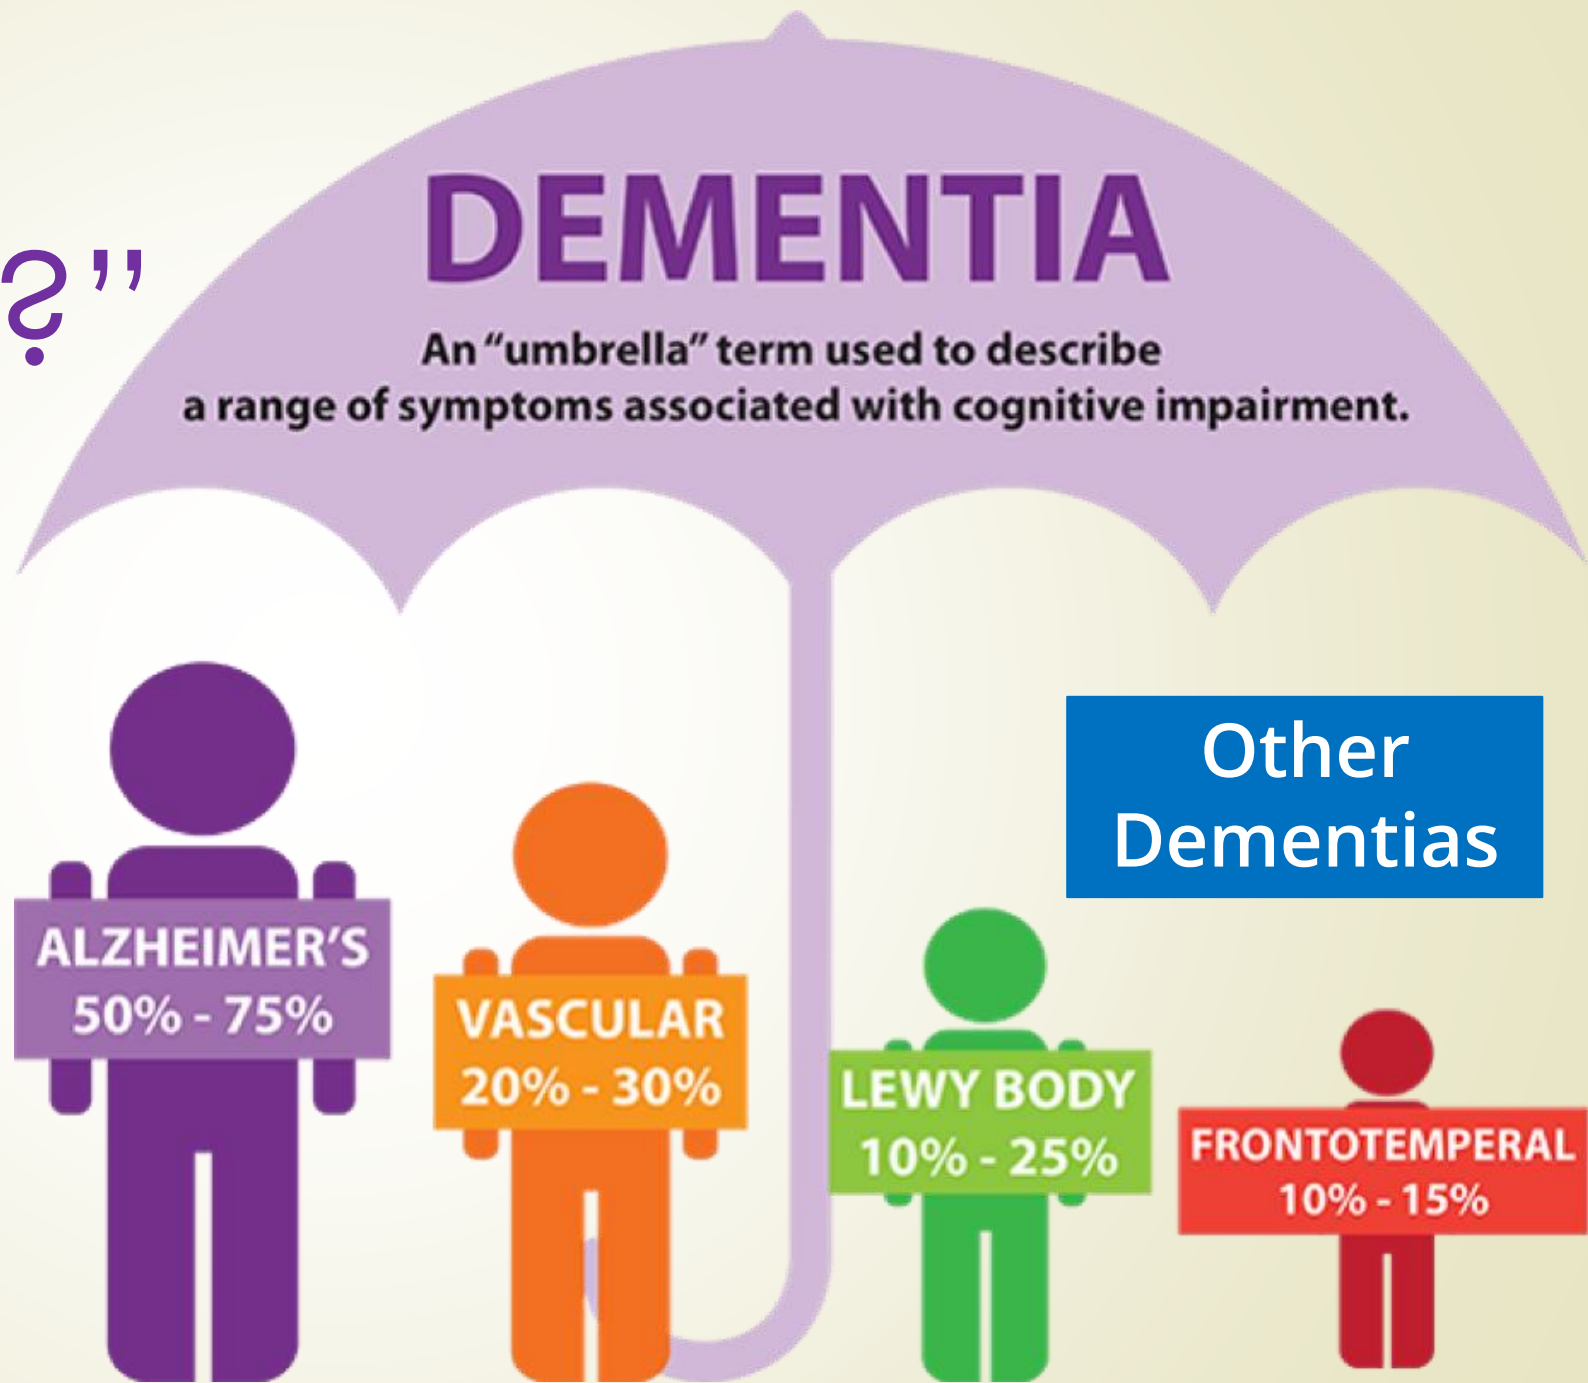 DEMENTIA
?”
An “umbrella” term used to describe
a range of symptoms associated with cognitive impairment.
Other
Dementias
ALZHEIMER’S
50% - 75%
VASCULAR
20% - 30%
LEWY BODY
10% - 25%
FRONTOTEMPERAL
10% - 15%